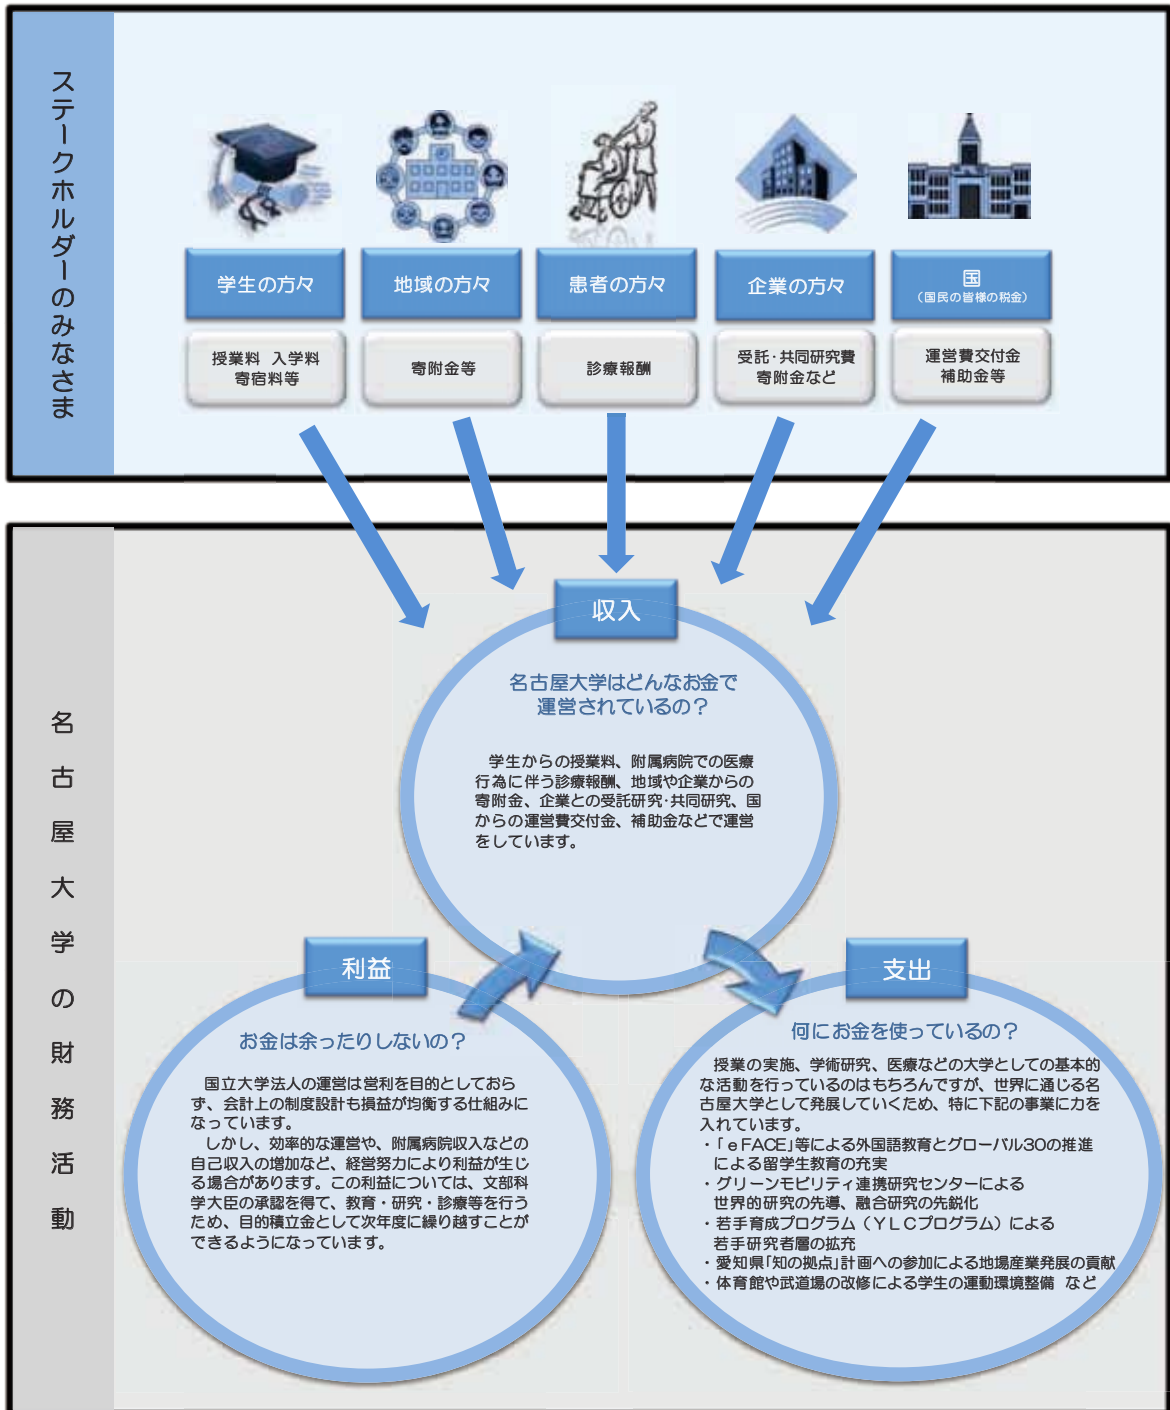 ステークホルダーのみなさま
学生の方々
地域の方々
患者の方々
企業の方々
国
（国民の皆様の税金）
授業料 入学料
寄宿料等
寄附金等
診療報酬
受託・共同研究費
寄附金など
運営費交付金
補助金等
名古屋大学の財務活動
収入
名古屋大学はどんなお金で
運営されているの？
学生からの授業料、附属病院での医療
行為に伴う診療報酬、地域や企業からの
寄附金、企業との受託研究・共同研究、国
からの運営費交付金、補助金などで運営
をしています。
利益
お金は余ったりしないの？
国立大学法人の運営は営利を目的としておら
ず、会計上の制度設計も損益が均衡する仕組みに
なっています。
しかし、効率的な運営や、附属病院収入などの
自己収入の増加など、経営努力により利益が生じ
る場合があります。この利益については、文部科
学大臣の承認を得て、教育・研究・診療等を行う
ため、目的積立金として次年度に繰り越すことが
できるようになっています。
支出
何にお金を使っているの？
授業の実施、学術研究、医療などの大学としての基本的
な活動を行っているのはもちろんですが、世界に通じる名
古屋大学として発展していくため、特に下記の事業に力を
入れています。
・「ｅFACE」等による外国語教育とグローバル30の推進
による留学生教育の充実
・グリーンモビリティ連携研究センターによる
世界的研究の先導、融合研究の先鋭化
・若手育成プログラム（ＹＬＣプログラム）による
若手研究者層の拡充
・愛知県「知の拠点」計画への参加による地場産業発展の貢献
・体育館や武道場の改修による学生の運動環境整備 など